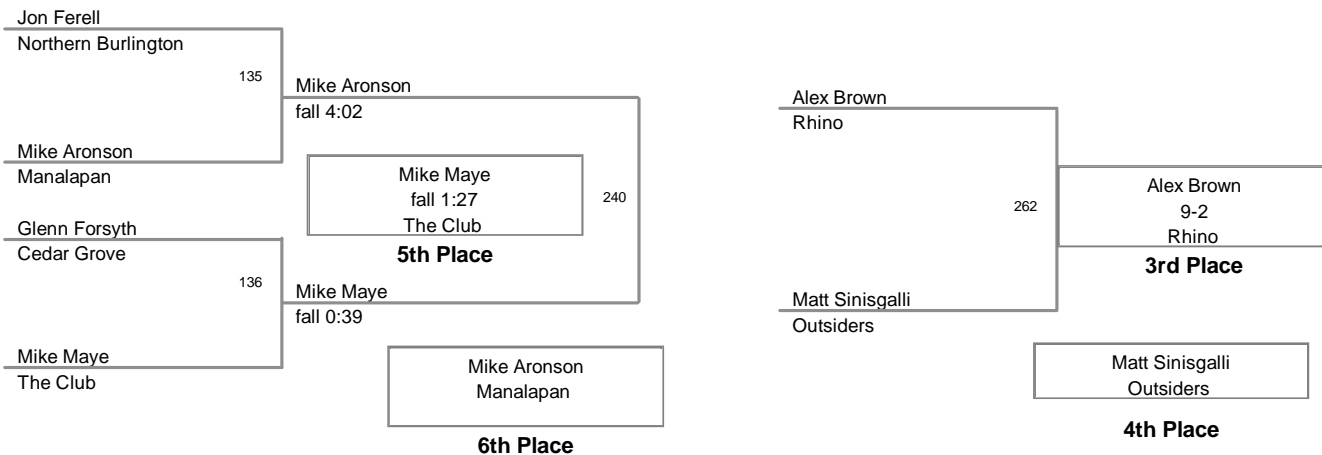 Jon Ferell
Northern Burlington
135
Mike Aronson
fall 4:02
Mike Aronson
Manalapan
Mike Maye
fall 1:27
The Club
5th Place
240
Glenn Forsyth
Cedar Grove
136
Mike Maye
fall 0:39
Mike Maye
The Club
Mike Aronson
Manalapan
6th Place
Alex Brown
Rhino
262
Alex Brown
9-2
Rhino
3rd Place
Matt Sinisgalli
Outsiders
Matt Sinisgalli
Outsiders
4th Place